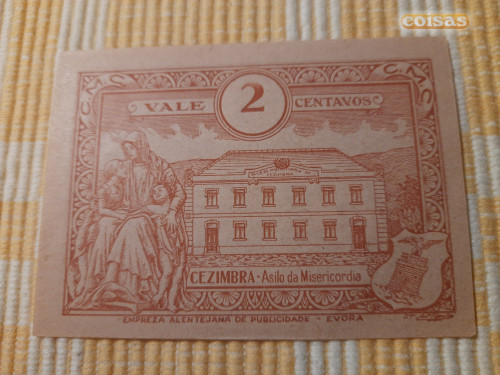 coisas
C.M.C. C.M.C.
VALE 2 CENTAVOS
CEZIMBRA - Asilo da Misericordia
EMPREZA ALENTEJANA DE PUBLICIDADE - EVORA